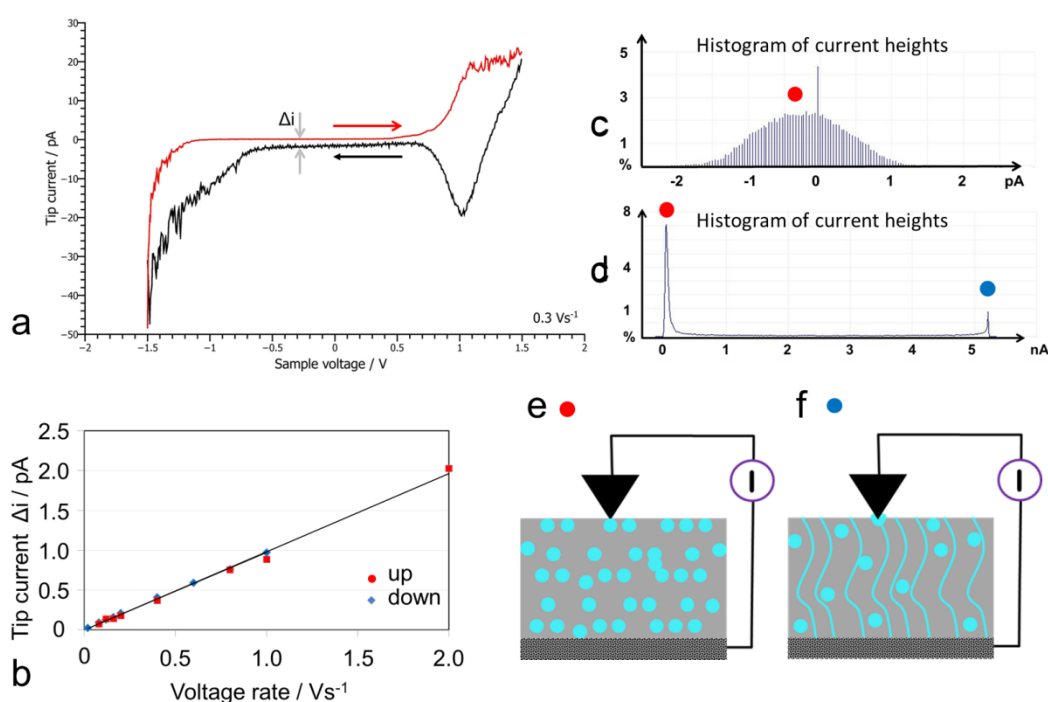 30
20
10
0
−10
−20
−30
−40
−50
Tip current / pA
Δi
0.3 Vs⁻¹
−2
−1.5
−1
−0.5
0
0.5
1
1.5
2
Sample voltage / V
a
Histogram of current heights
5
3
1
%
c
-2
-1
0
1
2
pA
Histogram of current heights
8
4
1
%
d
0
1
2
3
4
5
nA
2.5
2.0
1.5
1.0
0.5
0
Tip current Δi / pA
up
down
0
0.5
1.0
2.0
Voltage rate / Vs⁻¹
b
e
I
f
I